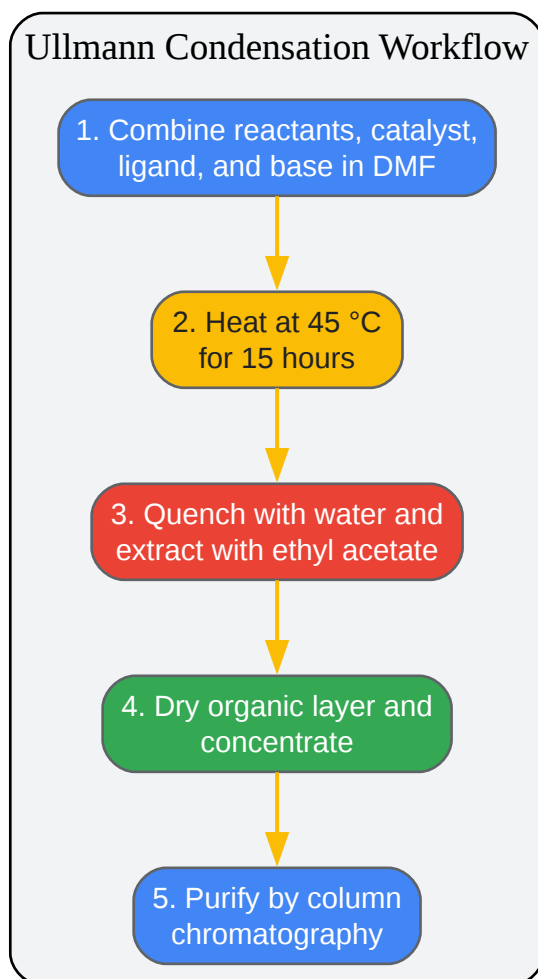 Ullmann Condensation Workflow
1. Combine reactants, catalyst,
ligand, and base in DMF
2. Heat at 45 °C
for 15 hours
3. Quench with water and
extract with ethyl acetate
4. Dry organic layer and
concentrate
5. Purify by column
chromatography